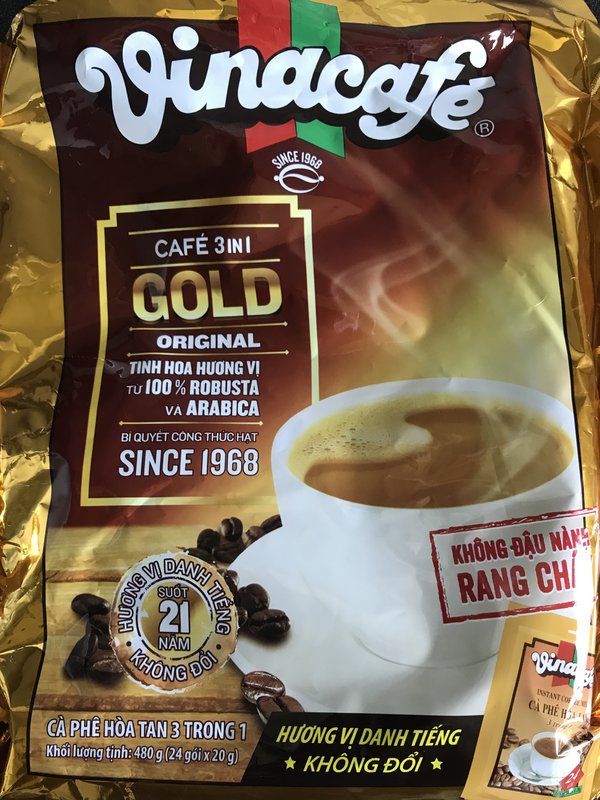 Vinacafé®
SINCE 1968
CAFÉ 3 IN 1
GOLD
ORIGINAL
TINH HOA HƯƠNG VỊ
TỪ 100% ROBUSTA
VÀ ARABICA
BÍ QUYẾT CÔNG THỨC HẠT
SINCE 1968
KHÔNG ĐẬU NÀNH
RANG CHÁ
HƯƠNG VỊ DANH TIẾNG
SUỐT
21
NĂM
KHÔNG ĐỔI
Vinacafé
INSTANT COFFEE MIX
CÀ PHÊ HÒA TAN
CÀ PHÊ HÒA TAN 3 TRONG 1
Khối lượng tịnh: 480 g (24 gói x 20 g)
HƯƠNG VỊ DANH TIẾNG
KHÔNG ĐỔI